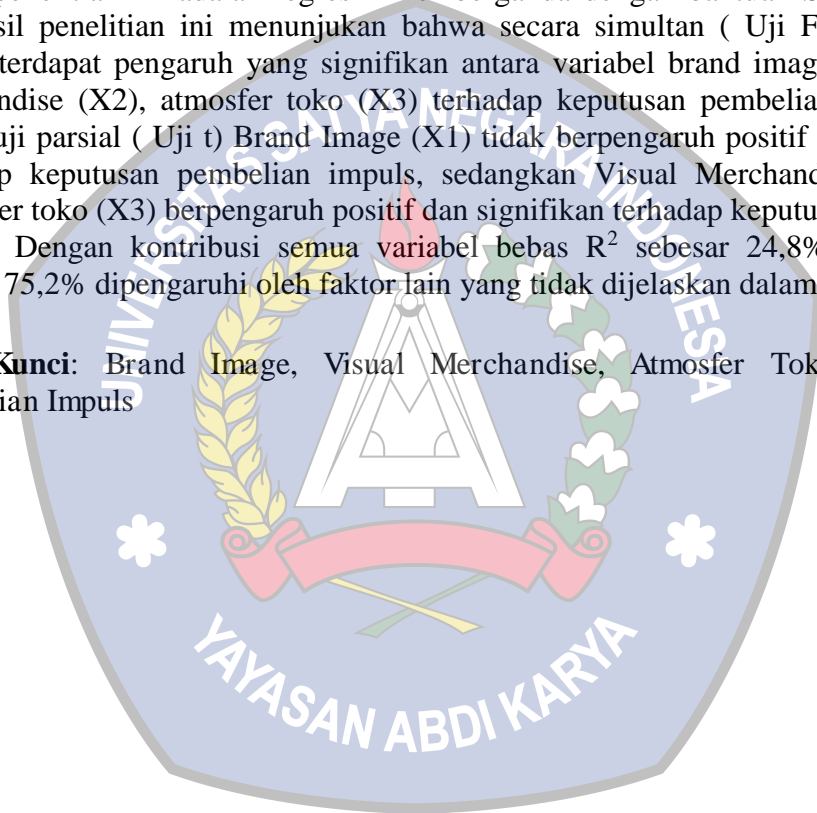 sil penelitian ini menunjukan bahwa secara simultan ( Uji F
terdapat pengaruh yang signifikan antara variabel brand imag
ndise (X2), atmosfer toko (X3) terhadap keputusan pembelia
uji parsial ( Uji t) Brand Image (X1) tidak berpengaruh positif
p keputusan pembelian impuls, sedangkan Visual Merchand
er toko (X3) berpengaruh positif dan signifikan terhadap keputu
Dengan kontribusi semua variabel bebas R² sebesar 24,8%
75,2% dipengaruhi oleh faktor lain yang tidak dijelaskan dalam
Kunci: Brand Image, Visual Merchandise, Atmosfer Tok
ian Impuls
UNIVERSITAS SATYA NEGARA INDONESIA
YAYASAN ABDI KARYA